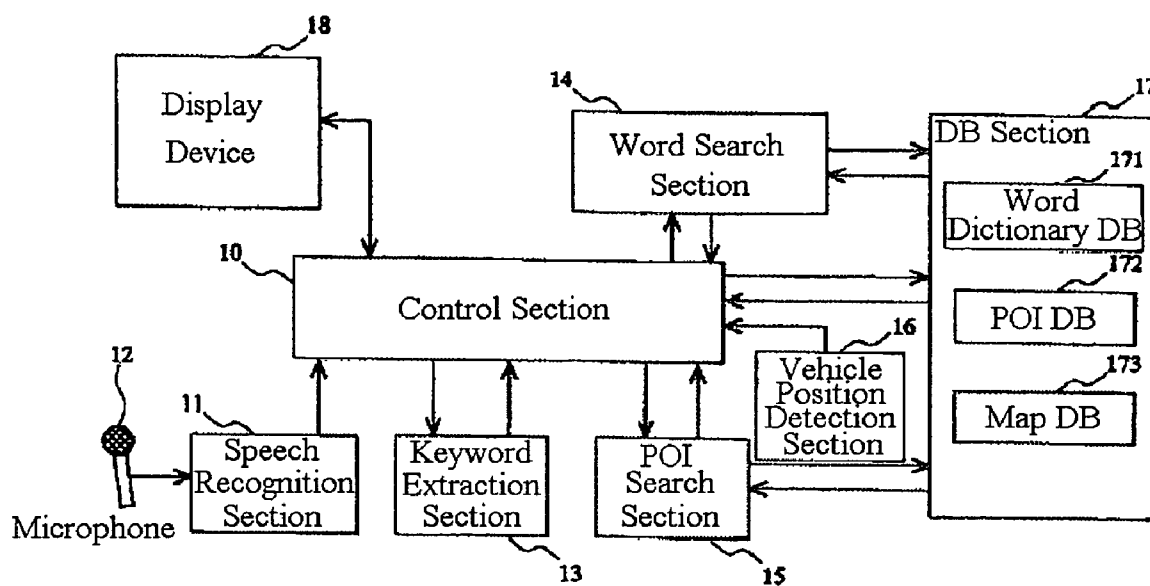 18
Display
Device
14
Word Search
Section
17
DB Section
171
Word
Dictionary DB
172
POI DB
173
Map DB
10
Control Section
16
Vehicle
Position
Detection
Section
12
Microphone
11
Speech
Recognition
Section
Keyword
Extraction
Section
13
POI
Search
Section
15